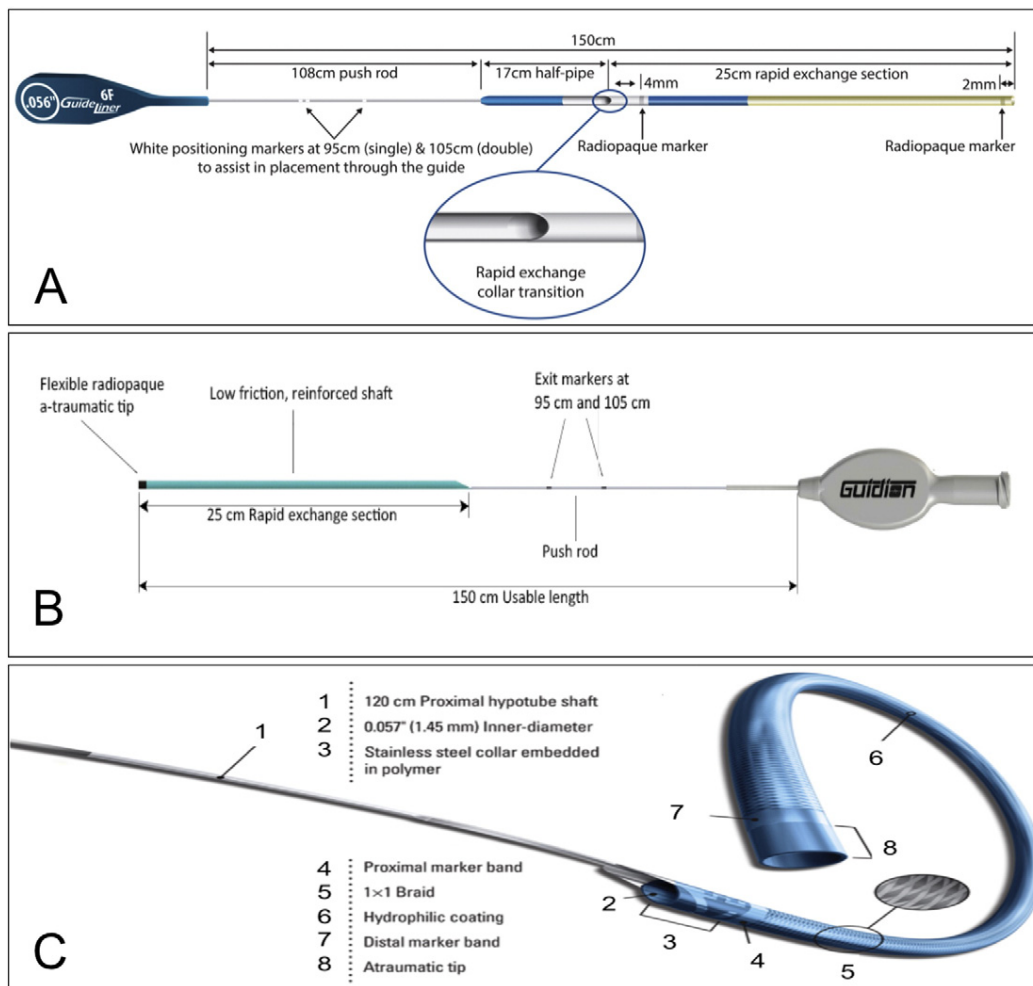 150cm
108cm push rod
17cm half-pipe
25cm rapid exchange section
4mm
2mm
.056"
6F
GuideLiner
White positioning markers at 95cm (single) & 105cm (double)
to assist in placement through the guide
Radiopaque marker
Radiopaque marker
Rapid exchange
collar transition
A
Flexible radiopaque
a-traumatic tip
Low friction, reinforced shaft
Exit markers at
95 cm and 105 cm
Guidion
25 cm Rapid exchange section
Push rod
150 cm Usable length
B
1 120 cm Proximal hypotube shaft
2 0.057" (1.45 mm) Inner-diameter
3 Stainless steel collar embedded
in polymer
1
6
7
8
4 Proximal marker band
5 1×1 Braid
6 Hydrophilic coating
7 Distal marker band
8 Atraumatic tip
2
3
4
5
C